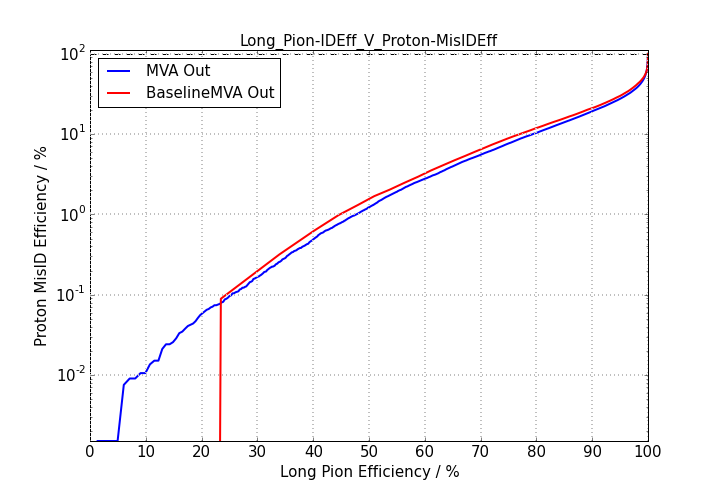 Long_Pion-IDEff_V_Proton-MisIDEff
10²
MVA Out
BaselineMVA Out
10¹
10⁰
10⁻¹
10⁻²
Proton MisID Efficiency / %
0 10 20 30 40 50 60 70 80 90 100
Long Pion Efficiency / %